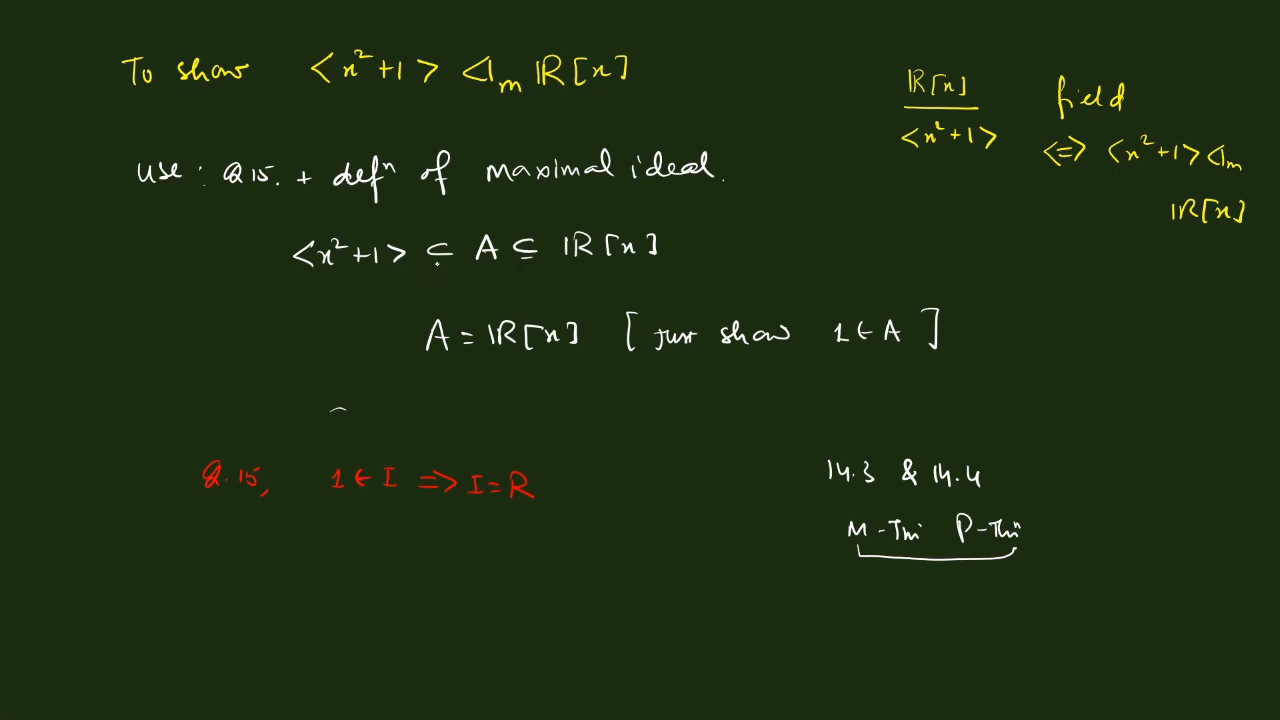 To show <x²+1> ◁m ℝ[x]
ℝ[x] / <x²+1> field
<=> <x²+1> ◁m
ℝ[x]
use: Q15. + defⁿ of maximal ideal.
<x²+1> ⊆ A ⊆ ℝ[x]
A = ℝ[x] [ just show 1 ∈ A ]
Q.15, 1 ∈ I => I = R
14.3 & 14.4
M-Thm P-Thm